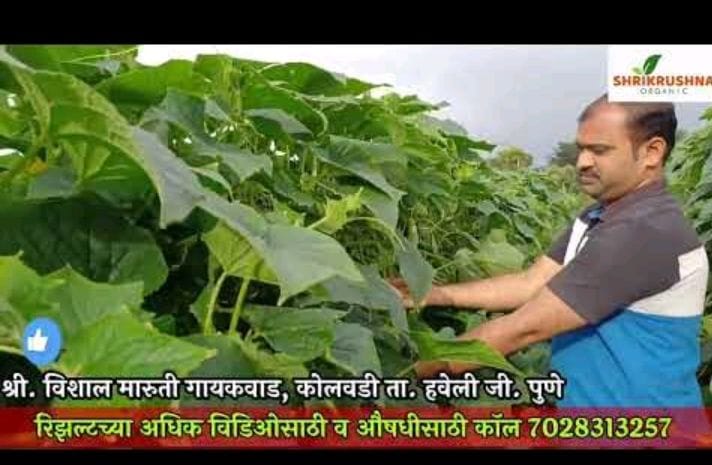 SHRIKRUSHNA
ORGANIC
श्री. विशाल मारुती गायकवाड, कोलवडी ता. हवेली जी. पुणे
रिझल्टच्या अधिक विडिओसाठी व औषधीसाठी कॉल 7028313257